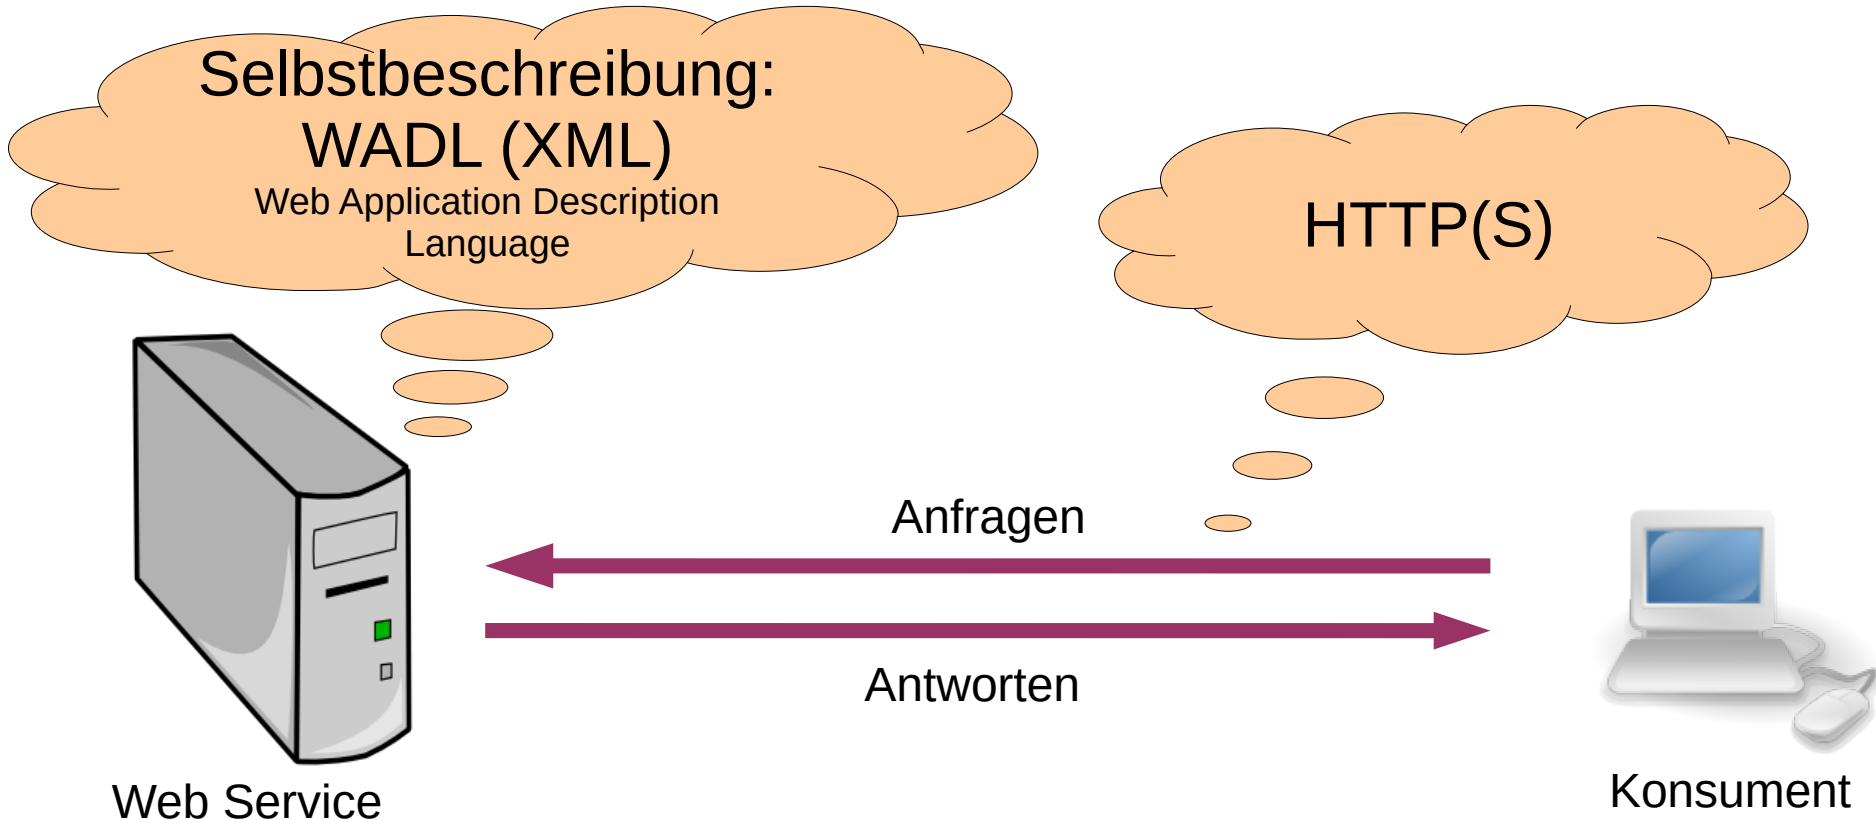 Selbstbeschreibung:
WADL (XML)
Web Application Description
Language
HTTP(S)
Anfragen
Antworten
Web Service
Konsument